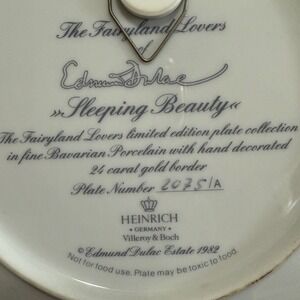 The Fairyland Lovers
of
Edmund Dulac
»Sleeping Beauty«
The Fairyland Lovers limited edition plate collection
in fine Bavarian Porcelain with hand decorated
24 carat gold border
Plate Number 2075/A
HEINRICH
· GERMANY ·
Villeroy & Boch
©Edmund Dulac Estate 1982
Not for food use. Plate may be toxic to food.